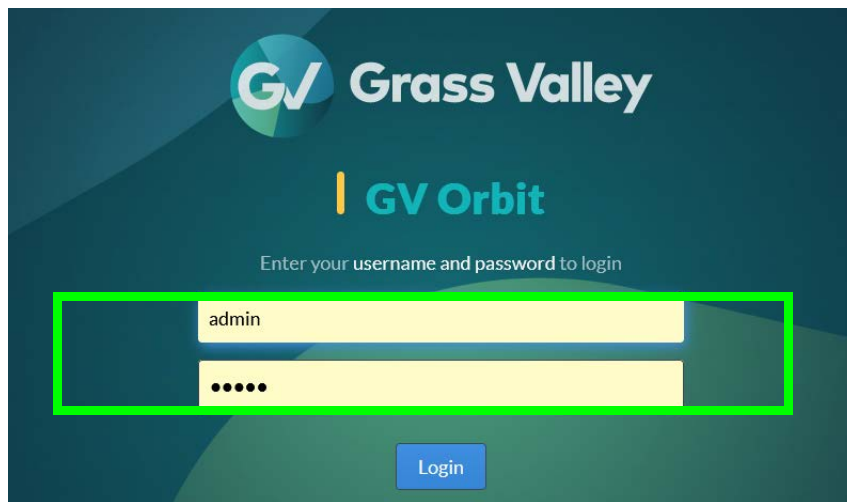 GV Grass Valley
GV Orbit
Enter your username and password to login
admin
•••••
Login